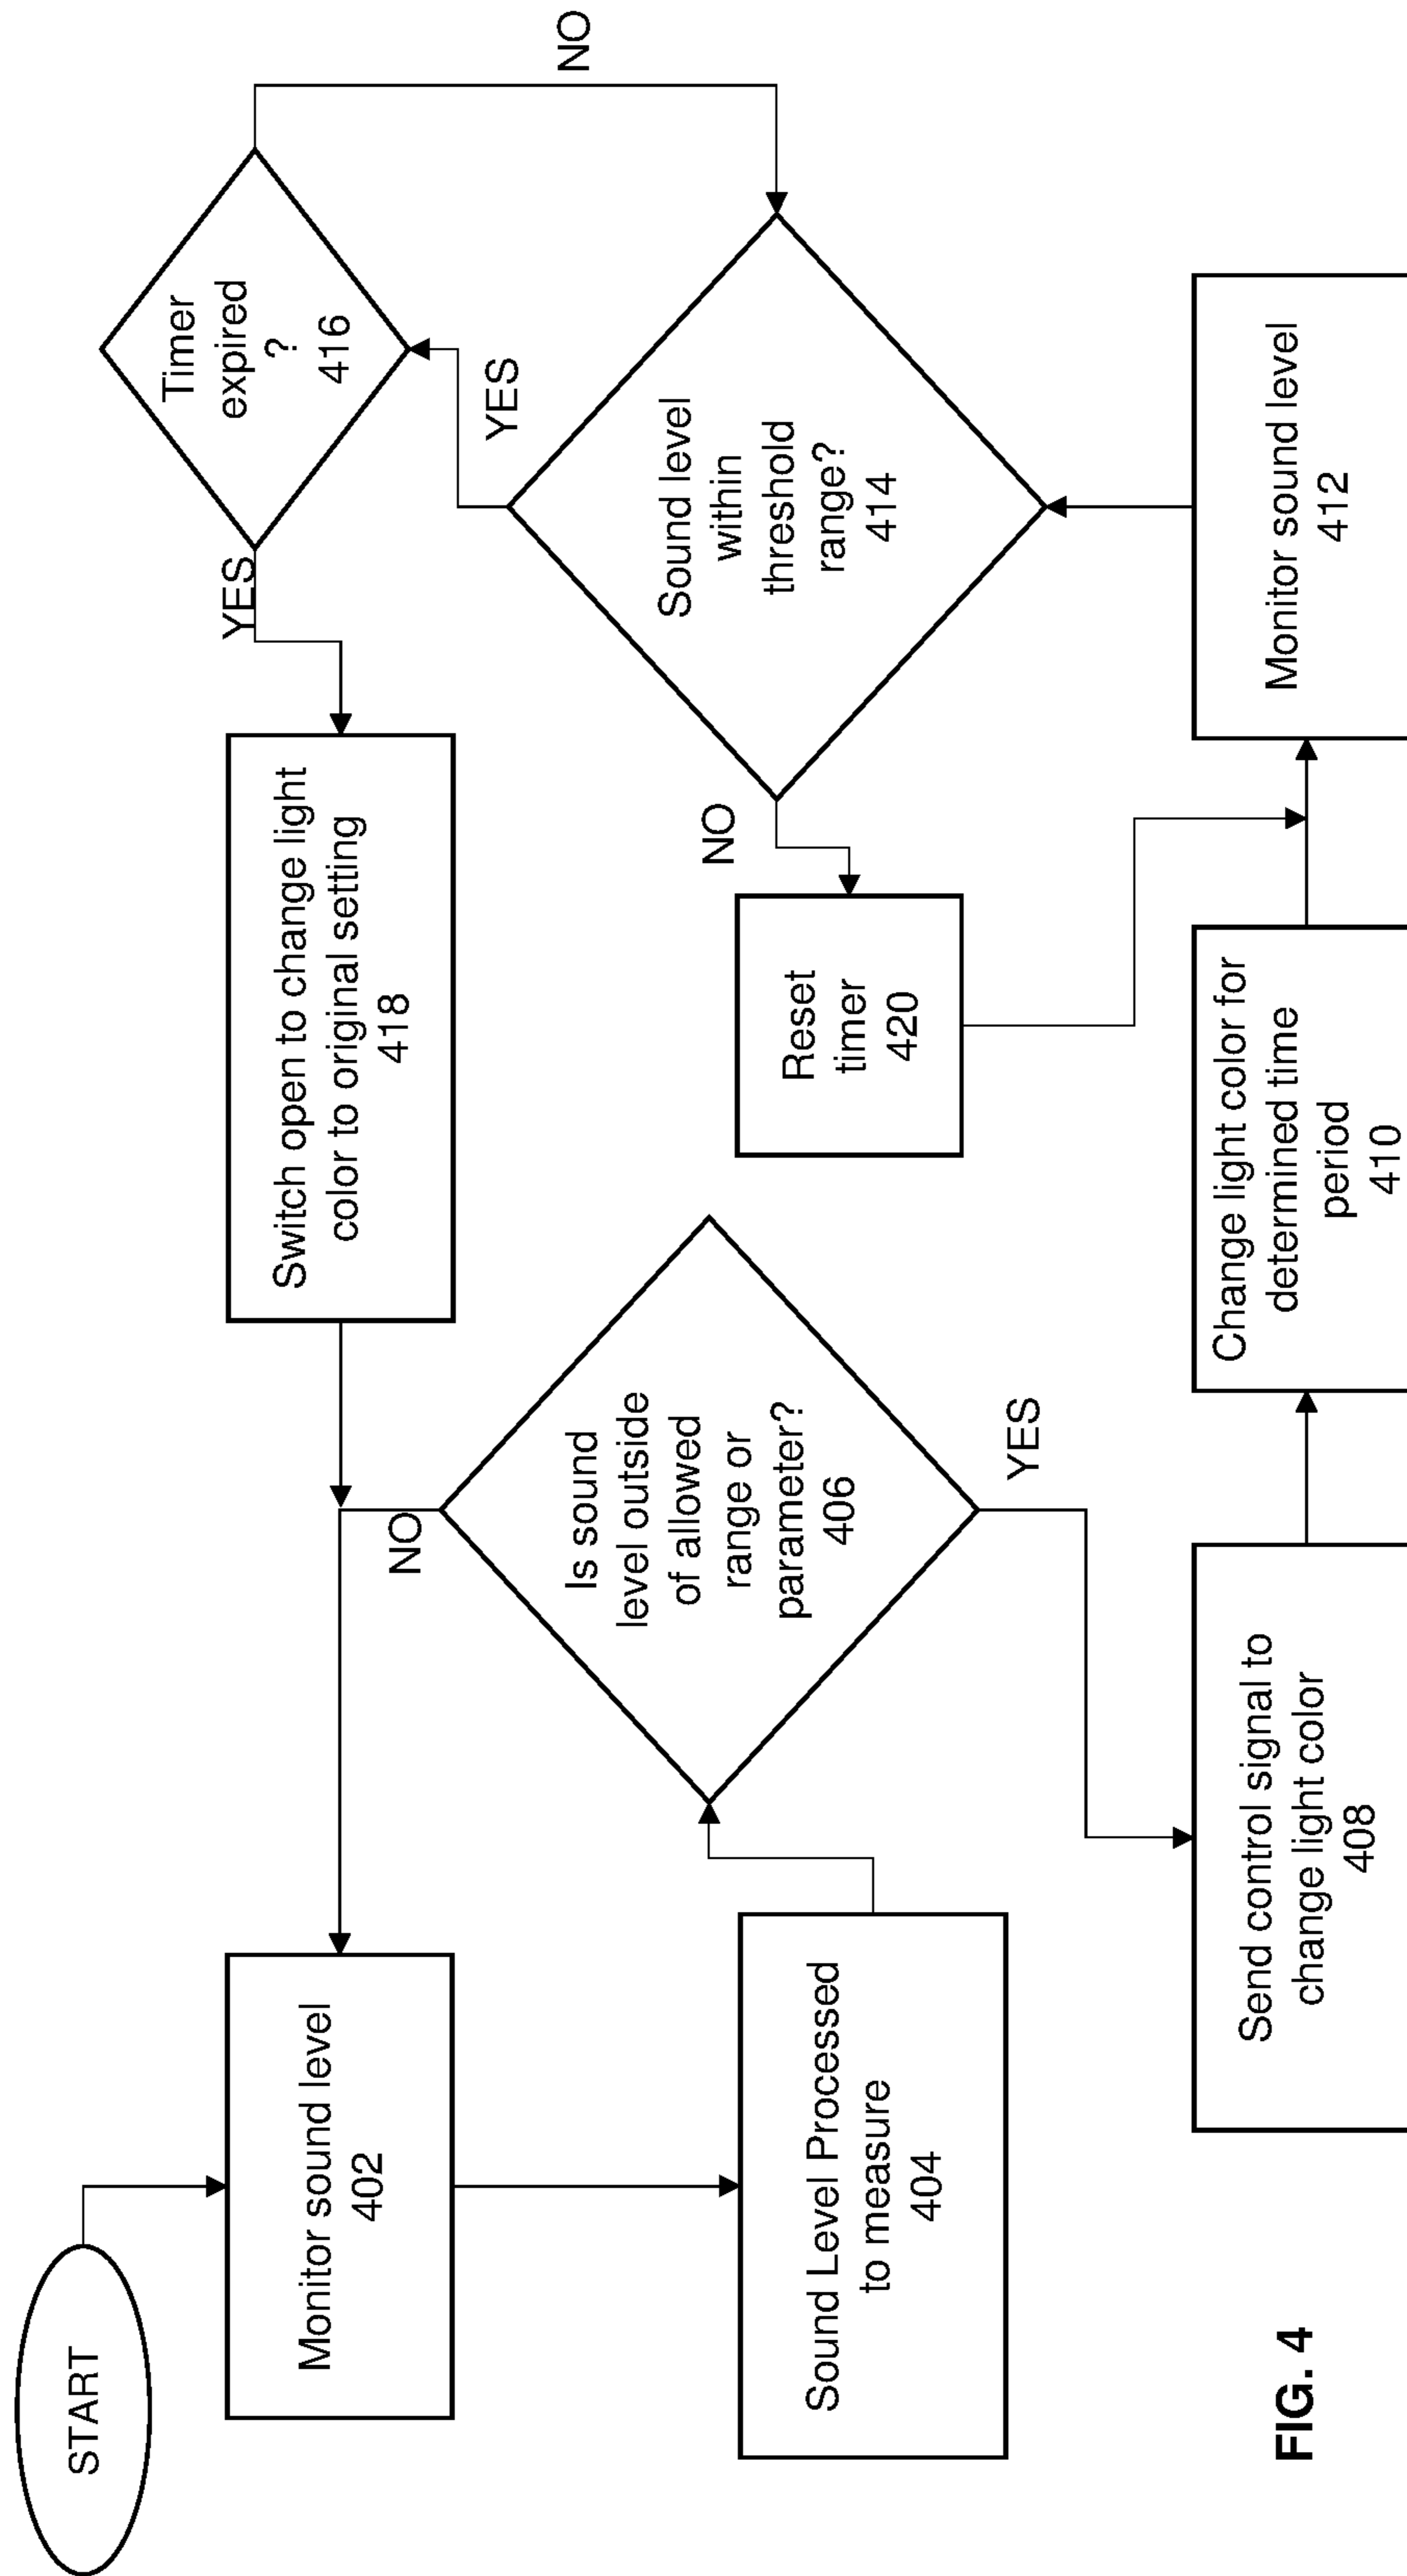 START
Monitor sound level
402
Sound Level Processed
to measure
404
Is sound
level outside
of allowed
range or
parameter?
406
NO
YES
Send control signal to
change light color
408
Change light color for
determined time
period
410
Monitor sound level
412
Sound level
within
threshold
range?
414
NO
YES
Reset
timer
420
Timer
expired
?
416
NO
YES
Switch open to change light
color to original setting
418
FIG. 4